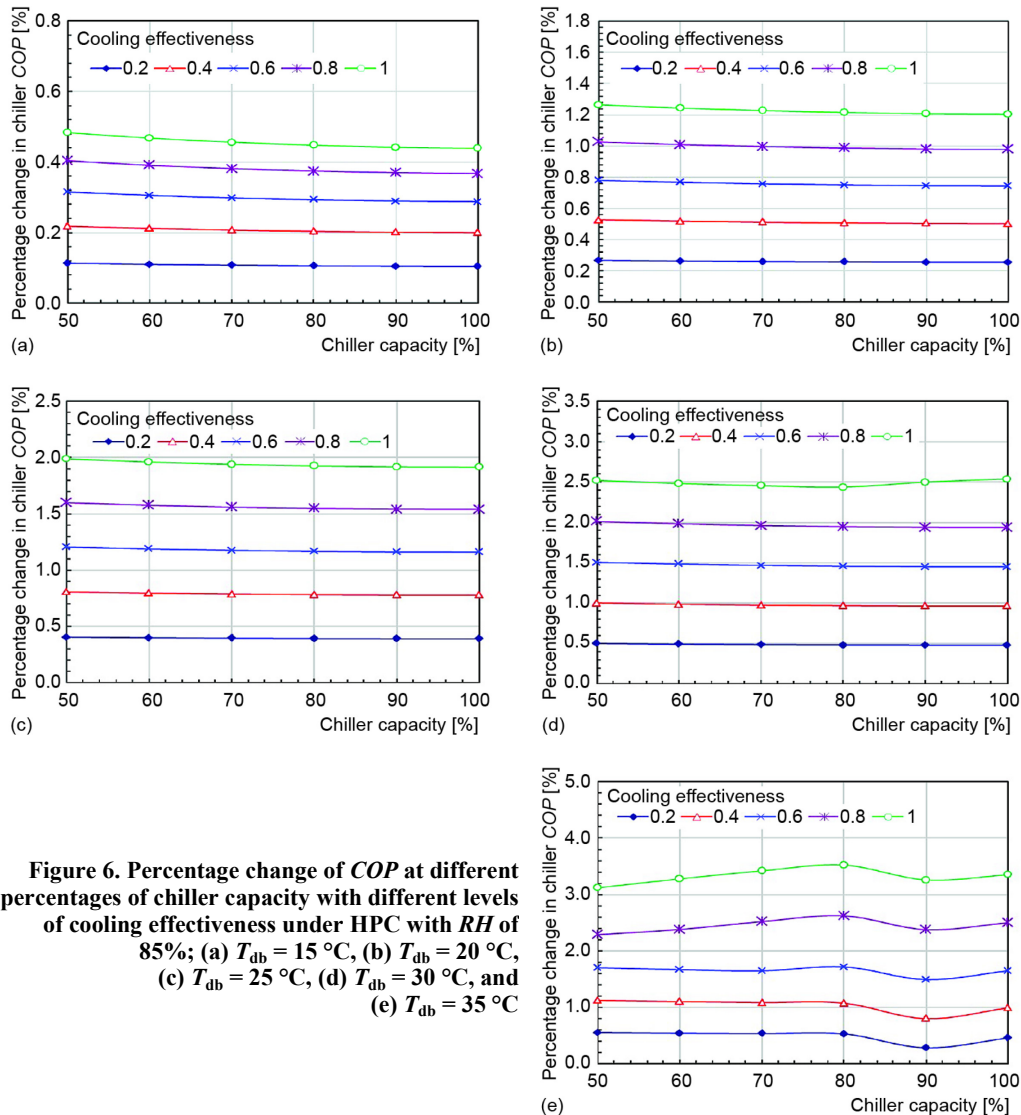 Percentage change in chiller COP [%]
0.8
0.6
0.4
0.2
0.0
Cooling effectiveness
0.2 0.4 0.6 0.8 1
50 60 70 80 90 100
(a) Chiller capacity [%]
Percentage change in chiller COP [%]
1.8
1.6
1.4
1.2
1.0
0.8
0.6
0.4
0.2
0.0
Cooling effectiveness
0.2 0.4 0.6 0.8 1
50 60 70 80 90 100
(b) Chiller capacity [%]
Percentage change in chiller COP [%]
2.5
2.0
1.5
1.0
0.5
0.0
Cooling effectiveness
0.2 0.4 0.6 0.8 1
50 60 70 80 90 100
(c) Chiller capacity [%]
Percentage change in chiller COP [%]
3.5
3.0
2.5
2.0
1.5
1.0
0.5
0.0
Cooling effectiveness
0.2 0.4 0.6 0.8 1
50 60 70 80 90 100
(d) Chiller capacity [%]
Figure 6. Percentage change of COP at different
percentages of chiller capacity with different levels
of cooling effectiveness under HPC with RH of
85%; (a) Tdb = 15 °C, (b) Tdb = 20 °C,
(c) Tdb = 25 °C, (d) Tdb = 30 °C, and
(e) Tdb = 35 °C
Percentage change in chiller COP [%]
5.0
4.0
3.0
2.0
1.0
0.0
Cooling effectiveness
0.2 0.4 0.6 0.8 1
50 60 70 80 90 100
(e) Chiller capacity [%]